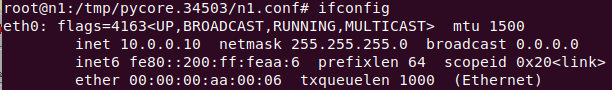 root@n1:/tmp/pycore.34503/n1.conf# ifconfig
eth0: flags=4163<UP,BROADCAST,RUNNING,MULTICAST>  mtu 1500
        inet 10.0.0.10  netmask 255.255.255.0  broadcast 0.0.0.0
        inet6 fe80::200:ff:feaa:6  prefixlen 64  scopeid 0x20<link>
        ether 00:00:00:aa:00:06  txqueuelen 1000  (Ethernet)